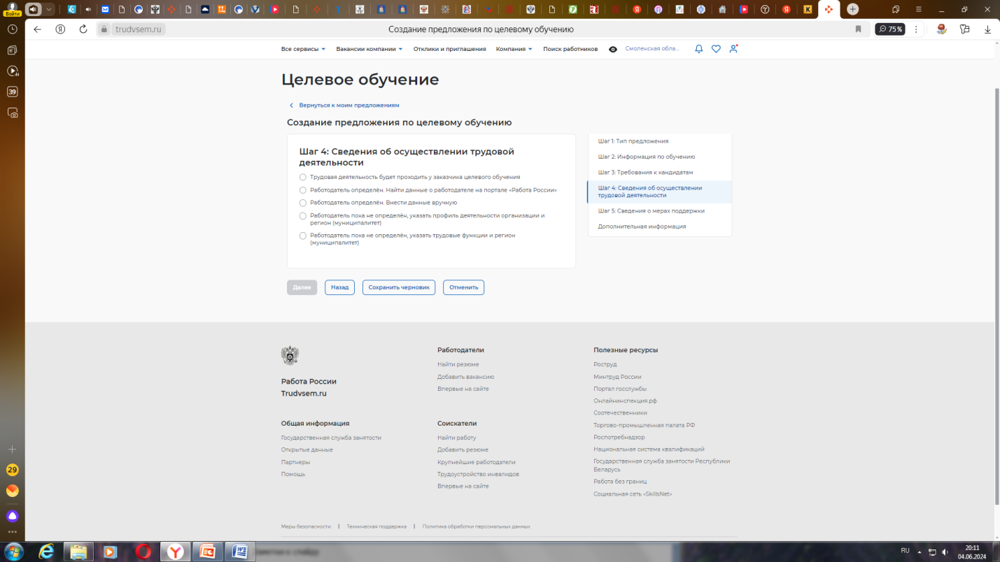 Войти
trudvsem.ru
Создание предложения по целевому обучению
75%
39
29
Все сервисы
Вакансии компании
Отклики и приглашения
Компания
Поиск работников
Смоленская обла...
Целевое обучение
Вернуться к моим предложениям
Создание предложения по целевому обучению
Шаг 4: Сведения об осуществлении трудовой
деятельности
Трудовая деятельность будет проходить у заказчика целевого обучения
Работодатель определён. Найти данные о работодателе на портале «Работа России»
Работодатель определён. Внести данные вручную
Работодатель пока не определён, указать профиль деятельности организации и
регион (муниципалитет)
Работодатель пока не определён, указать трудовые функции и регион
(муниципалитет)
Шаг 1: Тип предложения
Шаг 2: Информация по обучению
Шаг 3: Требования к кандидатам
Шаг 4: Сведения об осуществлении
трудовой деятельности
Шаг 5: Сведения о мерах поддержки
Дополнительная информация
Далее
Назад
Сохранить черновик
Отменить
Работа России
Trudvsem.ru
Работодатели
Найти резюме
Добавить вакансию
Впервые на сайте
Полезные ресурсы
Роструд
Минтруд России
Портал госслужбы
Онлайнинспекция.рф
Соотечественники
Торгово-промышленная палата РФ
Роспотребнадзор
Национальная система квалификаций
Государственная служба занятости Республики
Беларусь
Работа без границ
Социальная сеть «SkillsNet»
Общая информация
Государственная служба занятости
Открытые данные
Партнеры
Помощь
Соискатели
Найти работу
Добавить резюме
Крупнейшие работодатели
Трудоустройство инвалидов
Впервые на сайте
Меры безопасности
Техническая поддержка
Политика обработки персональных данных
RU
20:11
04.06.2024